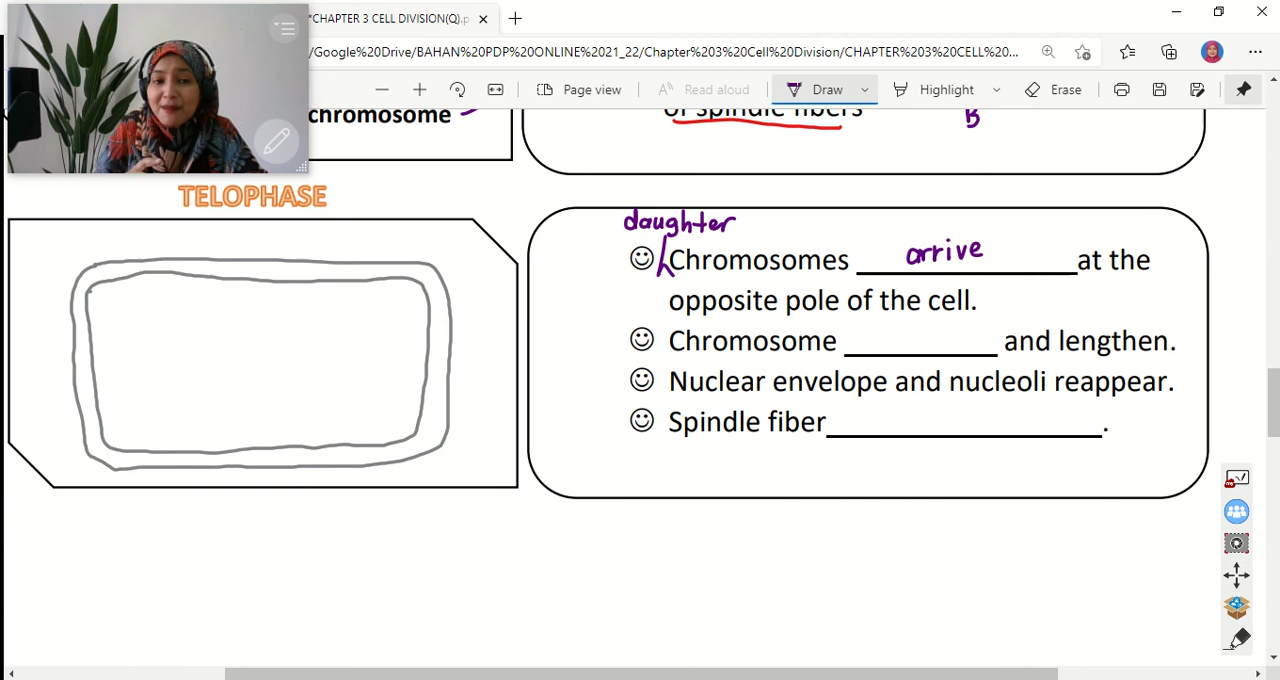 *CHAPTER 3 CELL DIVISION(Q).p
/Google%20Drive/BAHAN%20PDP%20ONLINE%2021_22/Chapter%203%20Cell%20Division/CHAPTER%203%20CELL%20...
Page view
Read aloud
Draw
Highlight
Erase
chromosome
of spindle fibers
B
TELOPHASE
daughter
Chromosomes arrive at the
opposite pole of the cell.
Chromosome __________ and lengthen.
Nuclear envelope and nucleoli reappear.
Spindle fiber__________________.